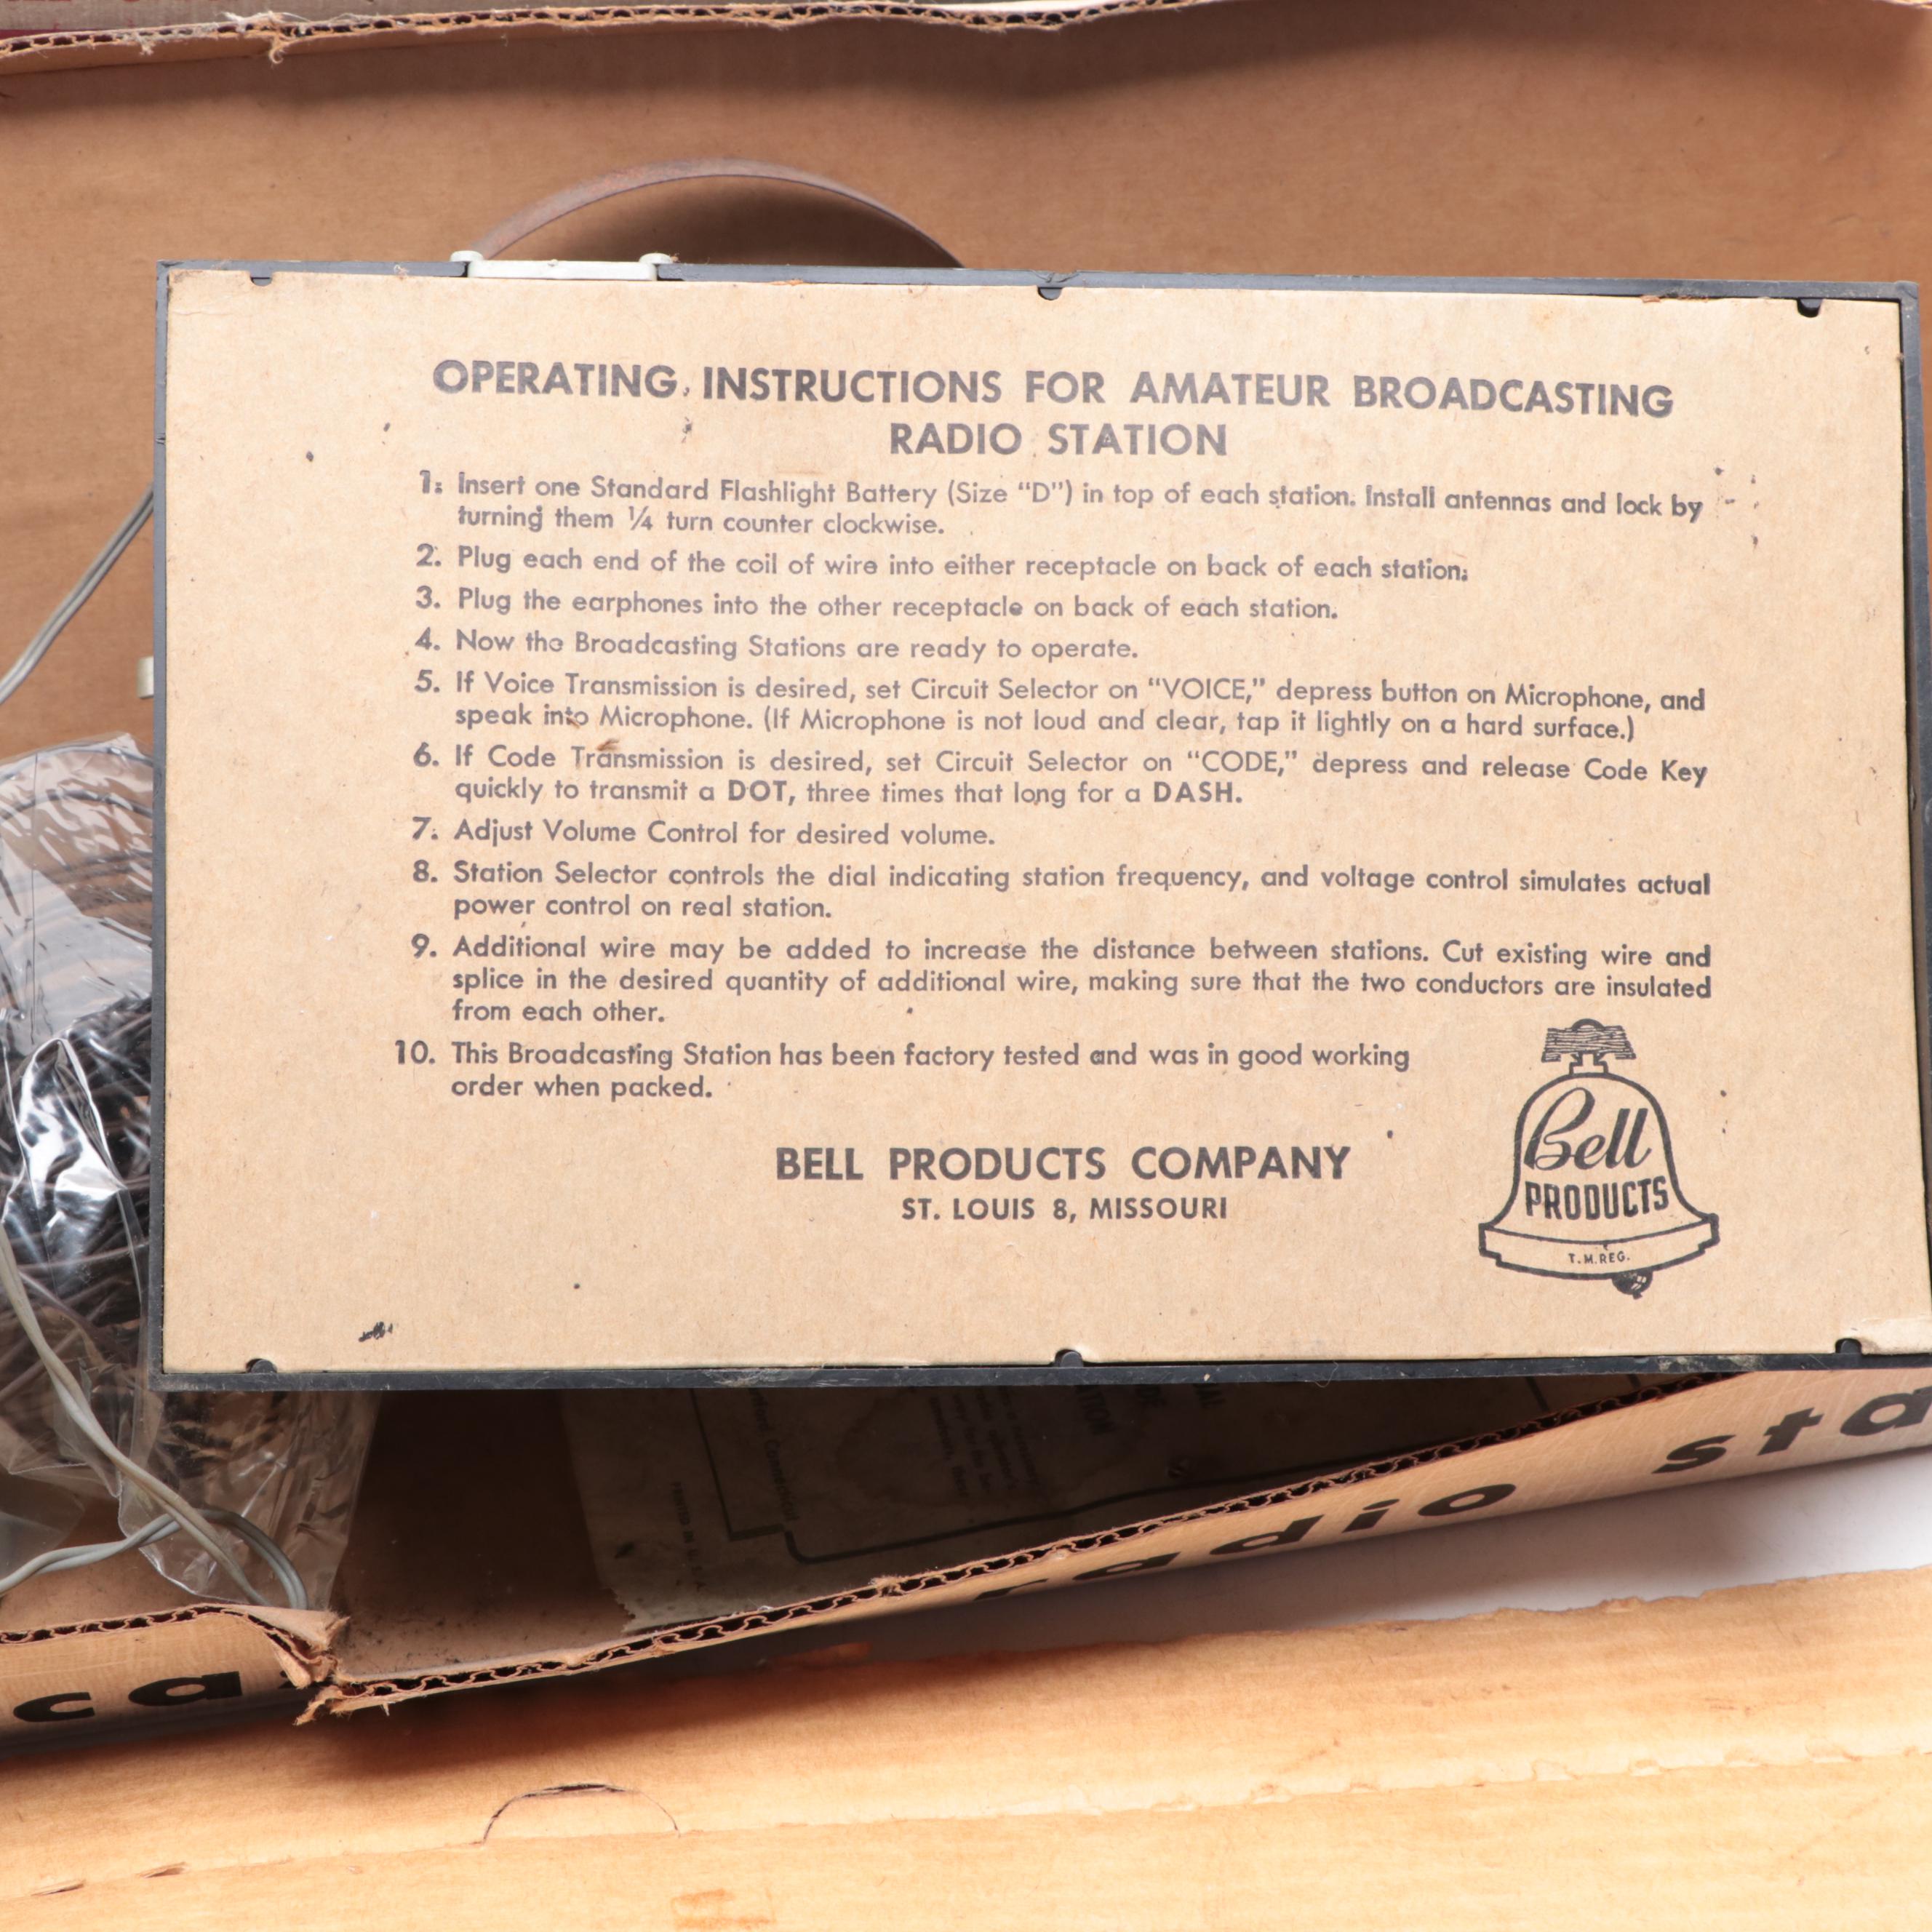 OPERATING INSTRUCTIONS FOR AMATEUR BROADCASTING
RADIO STATION
1. Insert one Standard Flashlight Battery (Size "D") in top of each station. Install antennas and lock by
turning them ¼ turn counter clockwise.
2. Plug each end of the coil of wire into either receptacle on back of each station.
3. Plug the earphones into the other receptacle on back of each station.
4. Now the Broadcasting Stations are ready to operate.
5. If Voice Transmission is desired, set Circuit Selector on "VOICE," depress button on Microphone, and
speak into Microphone. (If Microphone is not loud and clear, tap it lightly on a hard surface.)
6. If Code Transmission is desired, set Circuit Selector on "CODE," depress and release Code Key
quickly to transmit a DOT, three times that long for a DASH.
7. Adjust Volume Control for desired volume.
8. Station Selector controls the dial indicating station frequency, and voltage control simulates actual
power control on real station.
9. Additional wire may be added to increase the distance between stations. Cut existing wire and
splice in the desired quantity of additional wire, making sure that the two conductors are insulated
from each other.
10. This Broadcasting Station has been factory tested and was in good working
order when packed.
BELL PRODUCTS COMPANY
ST. LOUIS 8, MISSOURI
Bell
PRODUCTS
T.M.REG.
PRINTED IN U.S.A.
radio sta
ca